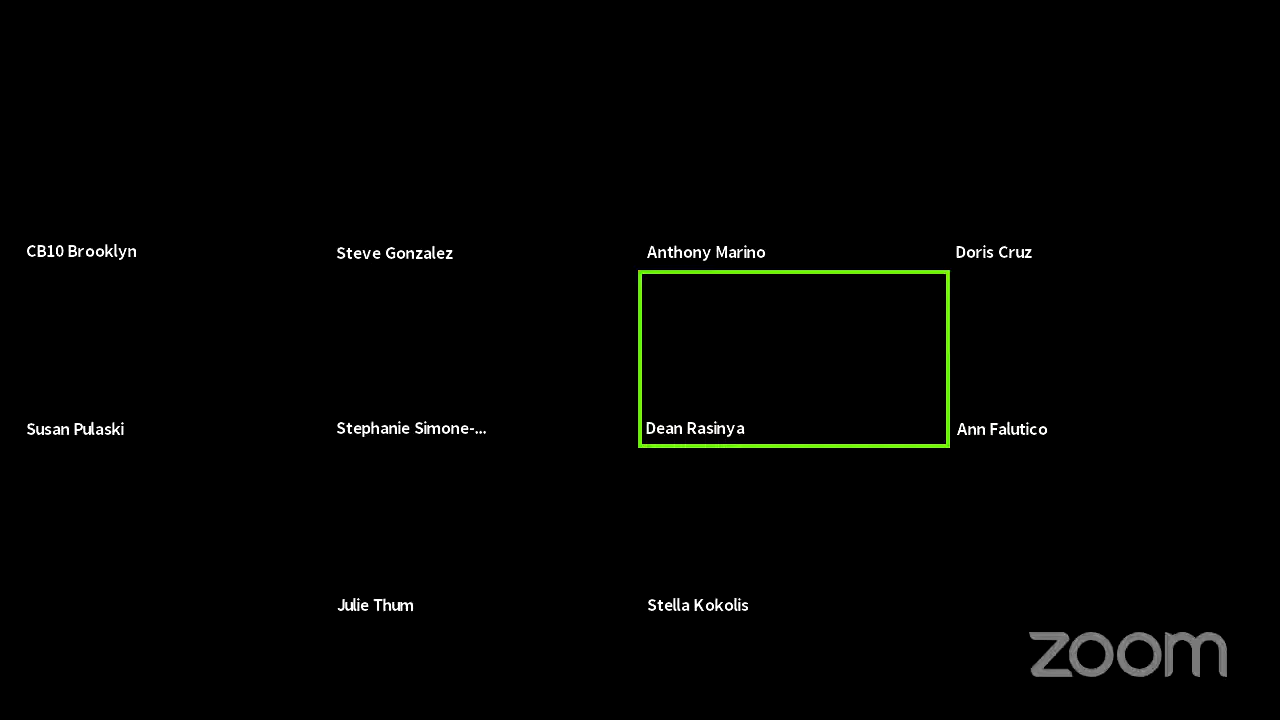 CB10 Brooklyn
Steve Gonzalez
Anthony Marino
Doris Cruz
Susan Pulaski
Stephanie Simone-...
Dean Rasinya
Ann Falutico
Julie Thum
Stella Kokolis
zoom